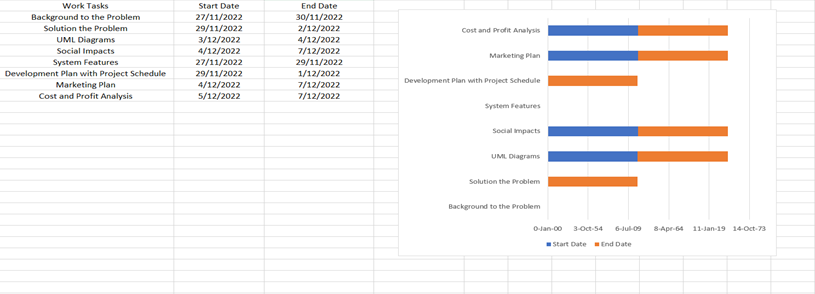 Work Tasks Start Date End Date
Background to the Problem 27/11/2022 30/11/2022
Solution the Problem 29/11/2022 2/12/2022
UML Diagrams 3/12/2022 4/12/2022
Social Impacts 4/12/2022 7/12/2022
System Features 27/11/2022 29/11/2022
Development Plan with Project Schedule 29/11/2022 1/12/2022
Marketing Plan 4/12/2022 7/12/2022
Cost and Profit Analysis 5/12/2022 7/12/2022
Cost and Profit Analysis
Marketing Plan
Development Plan with Project Schedule
System Features
Social Impacts
UML Diagrams
Solution the Problem
Background to the Problem
0-Jan-00 3-Oct-54 6-Jul-09 8-Apr-64 11-Jan-19 14-Oct-73
Start Date End Date